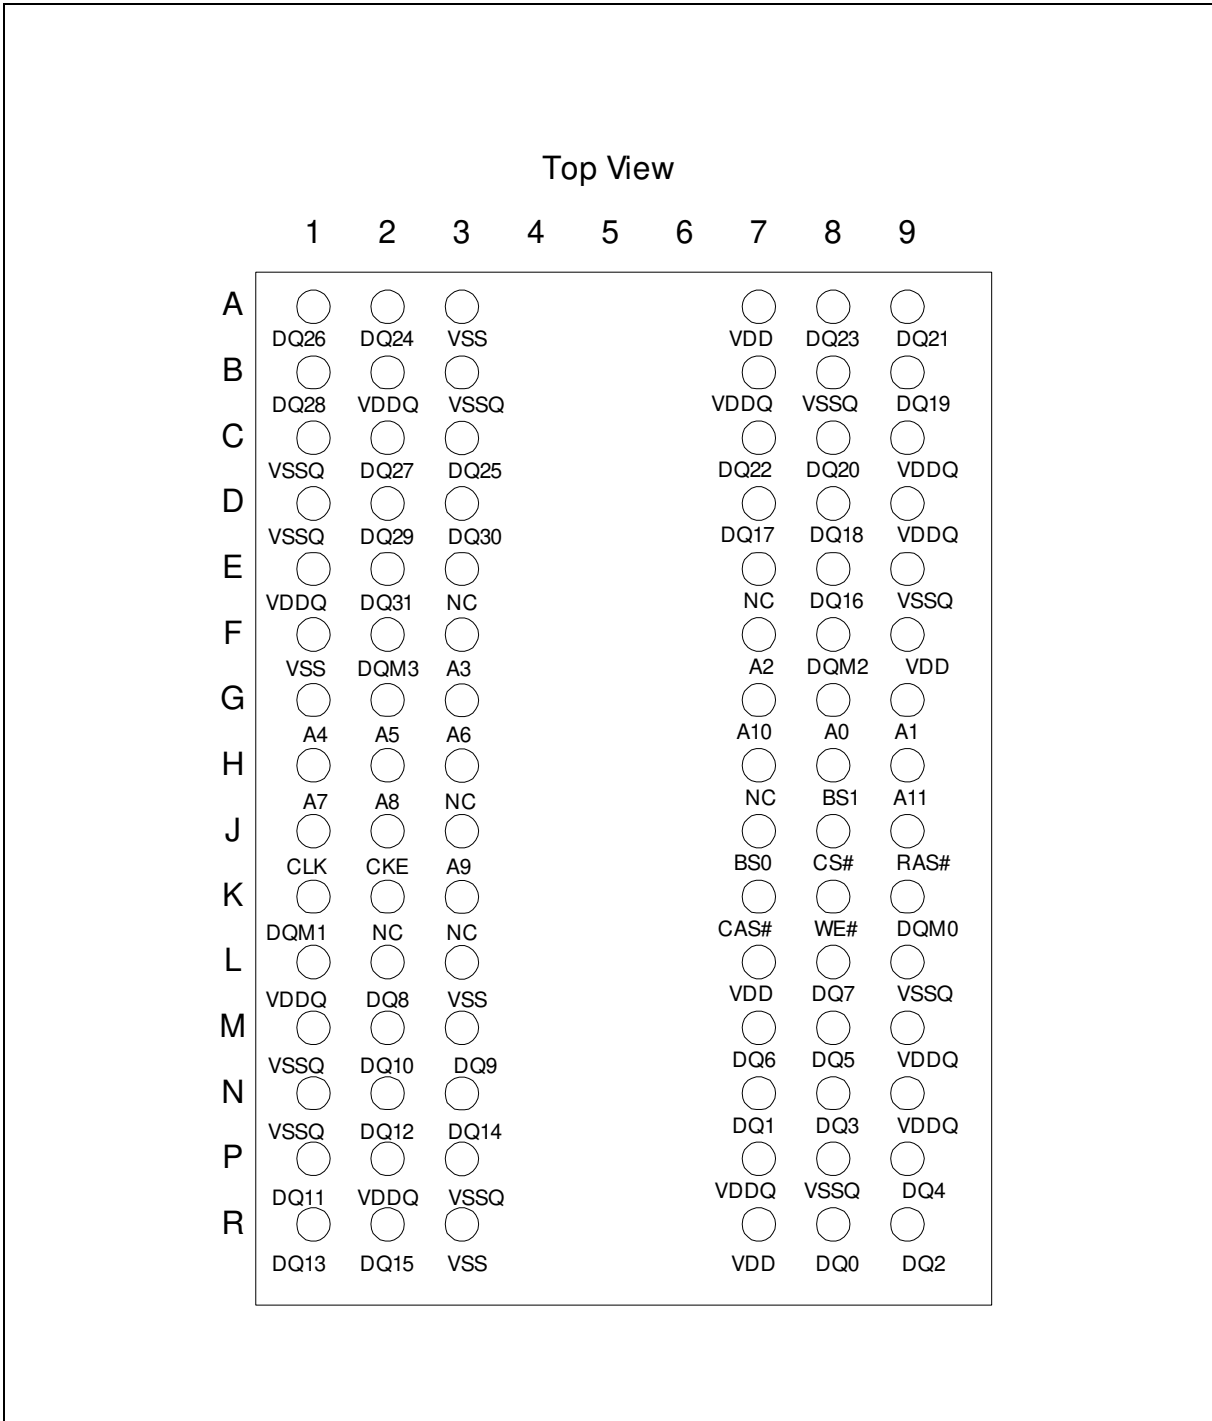 Top View
1 2 3 4 5 6 7 8 9
A
DQ26 DQ24 VSS VDD DQ23 DQ21
B
DQ28 VDDQ VSSQ VDDQ VSSQ DQ19
C
VSSQ DQ27 DQ25 DQ22 DQ20 VDDQ
D
VSSQ DQ29 DQ30 DQ17 DQ18 VDDQ
E
VDDQ DQ31 NC NC DQ16 VSSQ
F
VSS DQM3 A3 A2 DQM2 VDD
G
A4 A5 A6 A10 A0 A1
H
A7 A8 NC NC BS1 A11
J
CLK CKE A9 BS0 CS# RAS#
K
DQM1 NC NC CAS# WE# DQM0
L
VDDQ DQ8 VSS VDD DQ7 VSSQ
M
VSSQ DQ10 DQ9 DQ6 DQ5 VDDQ
N
VSSQ DQ12 DQ14 DQ1 DQ3 VDDQ
P
DQ11 VDDQ VSSQ VDDQ VSSQ DQ4
R
DQ13 DQ15 VSS VDD DQ0 DQ2